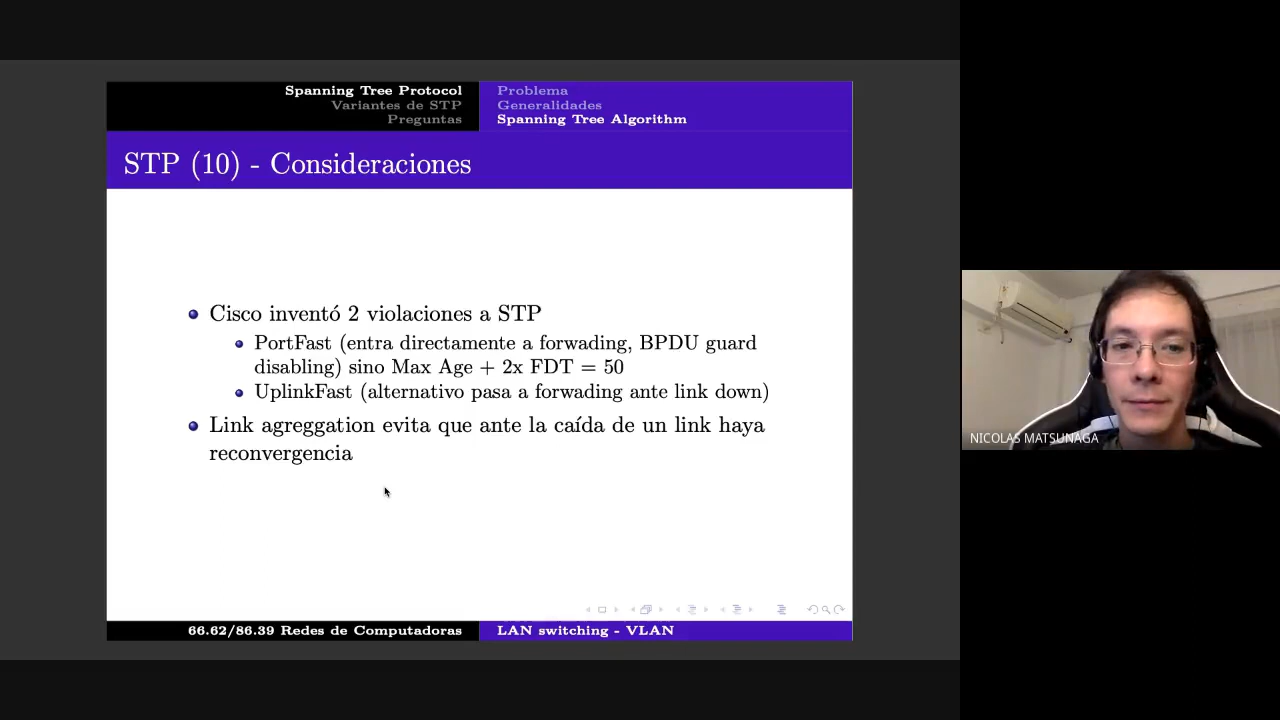 Spanning Tree Protocol
Variantes de STP
Preguntas
Problema
Generalidades
Spanning Tree Algorithm
STP (10) - Consideraciones
Cisco inventó 2 violaciones a STP
PortFast (entra directamente a forwading, BPDU guard
disabling) sino Max Age + 2x FDT = 50
UplinkFast (alternativo pasa a forwading ante link down)
Link agreggation evita que ante la caída de un link haya
reconvergencia
66.62/86.39 Redes de Computadoras
LAN switching - VLAN
NICOLAS MATSUNAGA